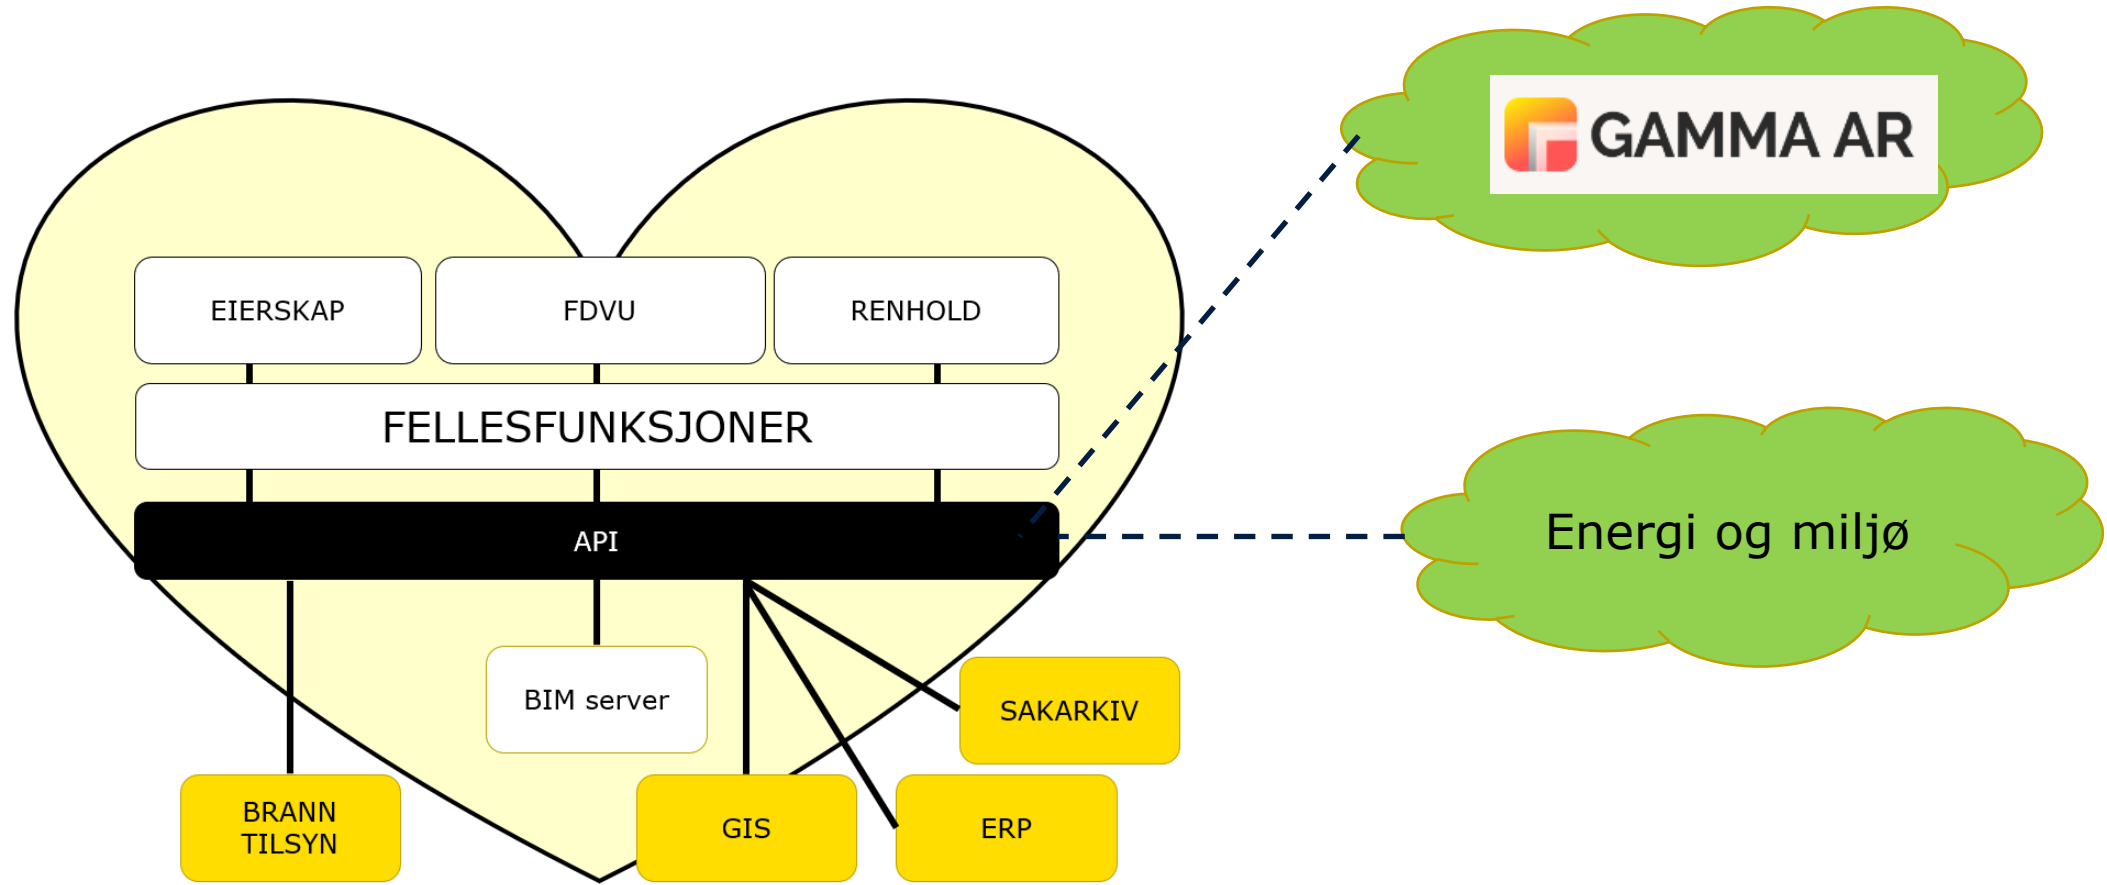 GAMMA AR
EIERSKAP
FDVU
RENHOLD
FELLESFUNKSJONER
API
Energi og miljø
BIM server
SAKARKIV
BRANN
TILSYN
GIS
ERP